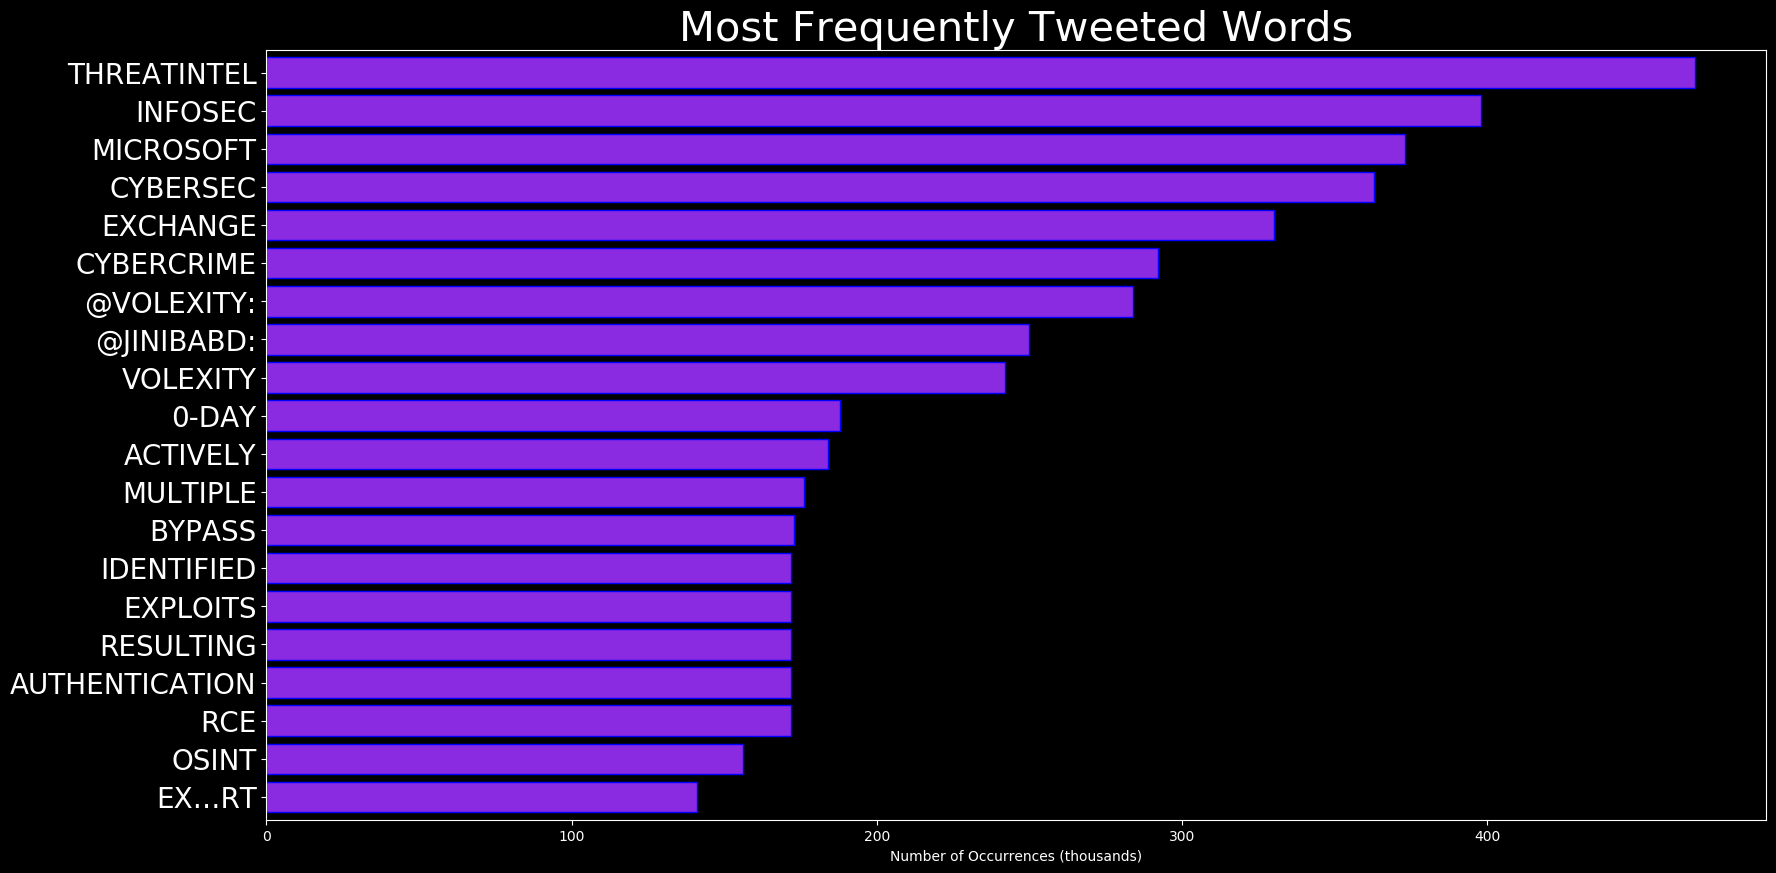 Most Frequently Tweeted Words
THREATINTEL
INFOSEC
MICROSOFT
CYBERSEC
EXCHANGE
CYBERCRIME
@VOLEXITY:
@JINIBABD:
VOLEXITY
0-DAY
ACTIVELY
MULTIPLE
BYPASS
IDENTIFIED
EXPLOITS
RESULTING
AUTHENTICATION
RCE
OSINT
EX…RT
0 100 200 300 400
Number of Occurrences (thousands)